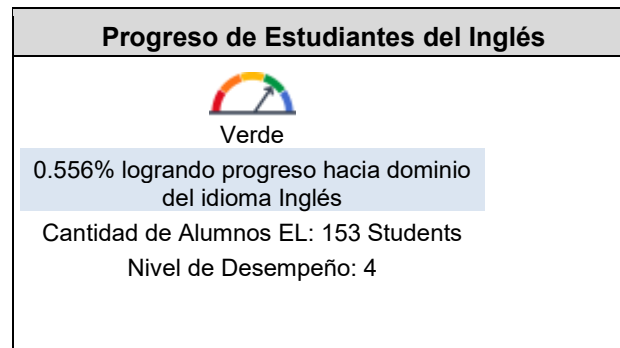 Progreso de Estudiantes del Inglés
Verde
0.556% logrando progreso hacia dominio
del idioma Inglés
Cantidad de Alumnos EL: 153 Students
Nivel de Desempeño: 4